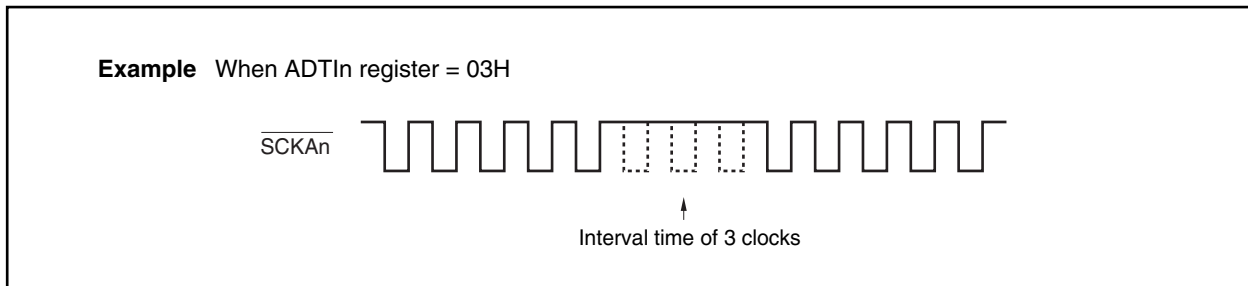 Example When ADTIn register = 03H
SCKAn
Interval time of 3 clocks